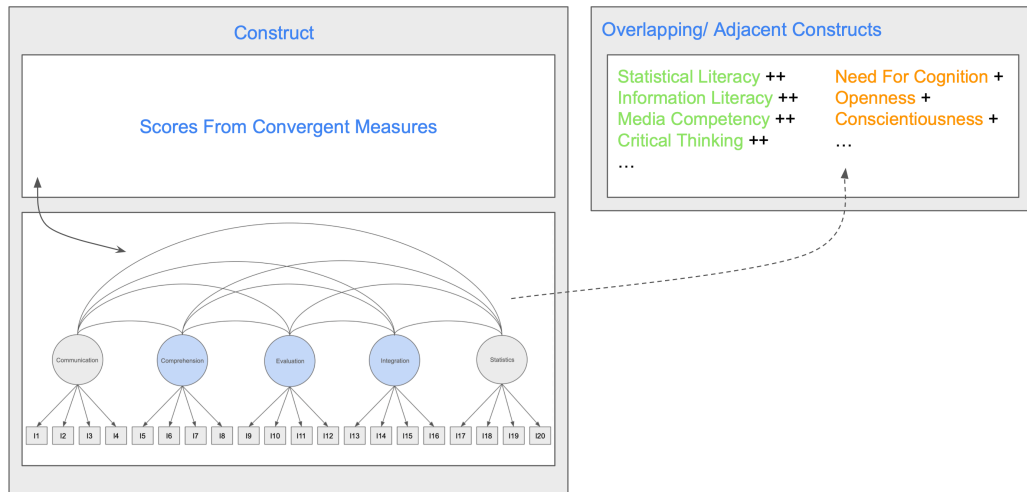 Construct
Scores From Convergent Measures
Communication
Comprehension
Evaluation
Integration
Statistics
I1 I2 I3 I4 I5 I6 I7 I8 I9 I10 I11 I12 I13 I14 I15 I16 I17 I18 I19 I20
Overlapping/ Adjacent Constructs
Statistical Literacy ++
Information Literacy ++
Media Competency ++
Critical Thinking ++
...
Need For Cognition +
Openness +
Conscientiousness +
...